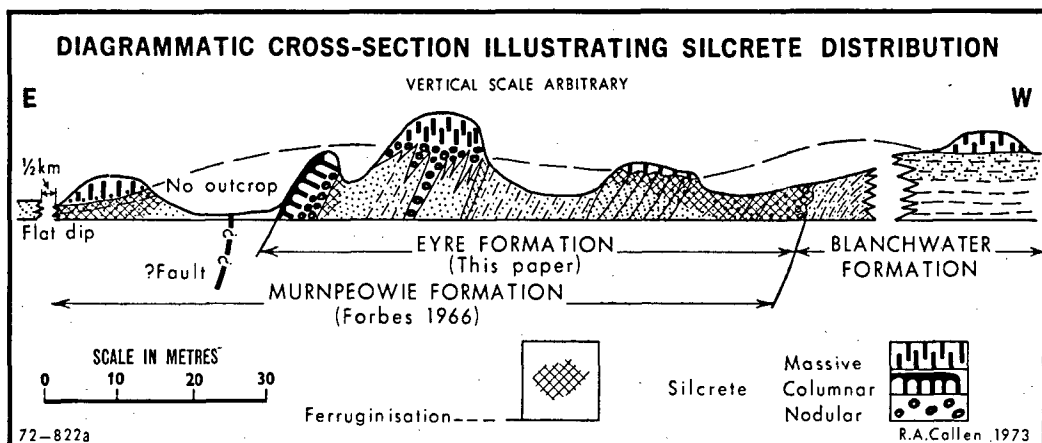 DIAGRAMMATIC CROSS-SECTION ILLUSTRATING SILCRETE DISTRIBUTION
VERTICAL SCALE ARBITRARY
E
W
½km
No outcrop
Flat dip
?Fault
?
?
EYRE FORMATION
(This paper)
BLANCHWATER
FORMATION
MURNPEOWIE FORMATION
(Forbes 1966)
SCALE IN METRES
0 10 20 30
Ferruginisation
Silcrete
Massive
Columnar
Nodular
72-822a
R.A.Callen 1973